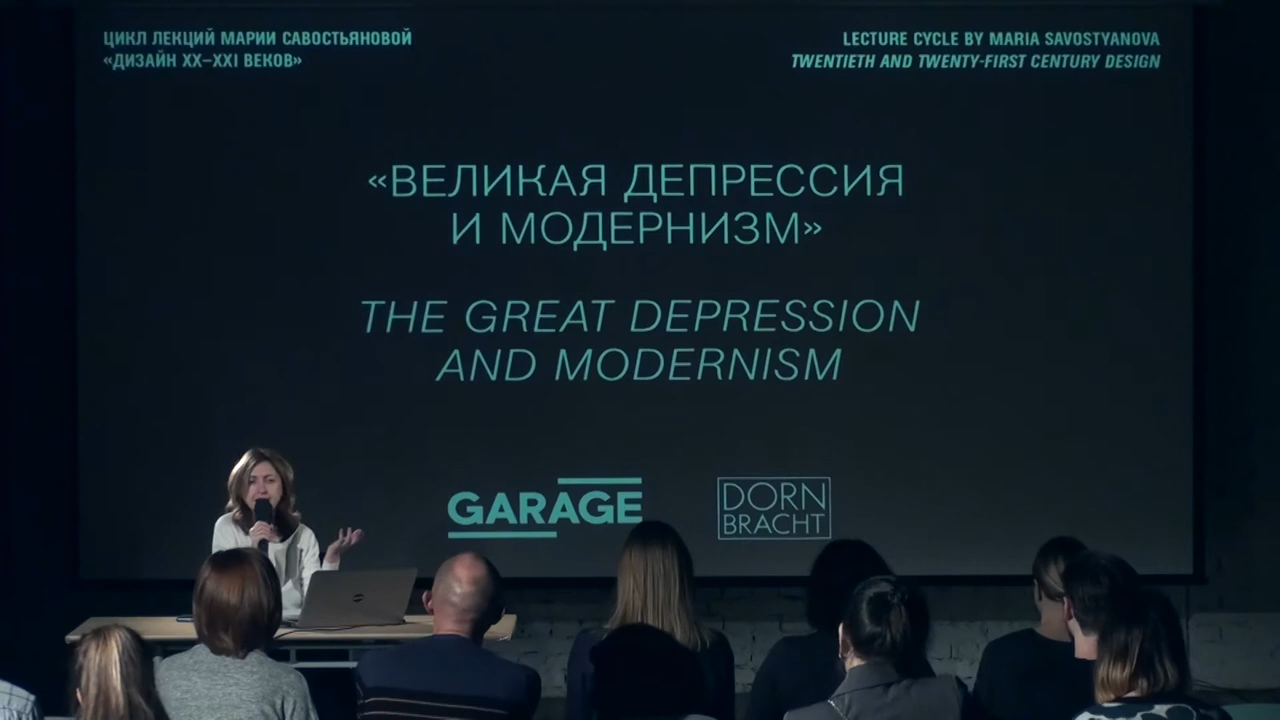 ЦИКЛ ЛЕКЦИЙ МАРИИ САВОСТЬЯНОВОЙ
«ДИЗАЙН XX–XXI ВЕКОВ»
LECTURE CYCLE BY MARIA SAVOSTYANOVA
TWENTIETH AND TWENTY-FIRST CENTURY DESIGN
«ВЕЛИКАЯ ДЕПРЕССИЯ
И МОДЕРНИЗМ»
THE GREAT DEPRESSION
AND MODERNISM
GARAGE
DORN
BRACHT